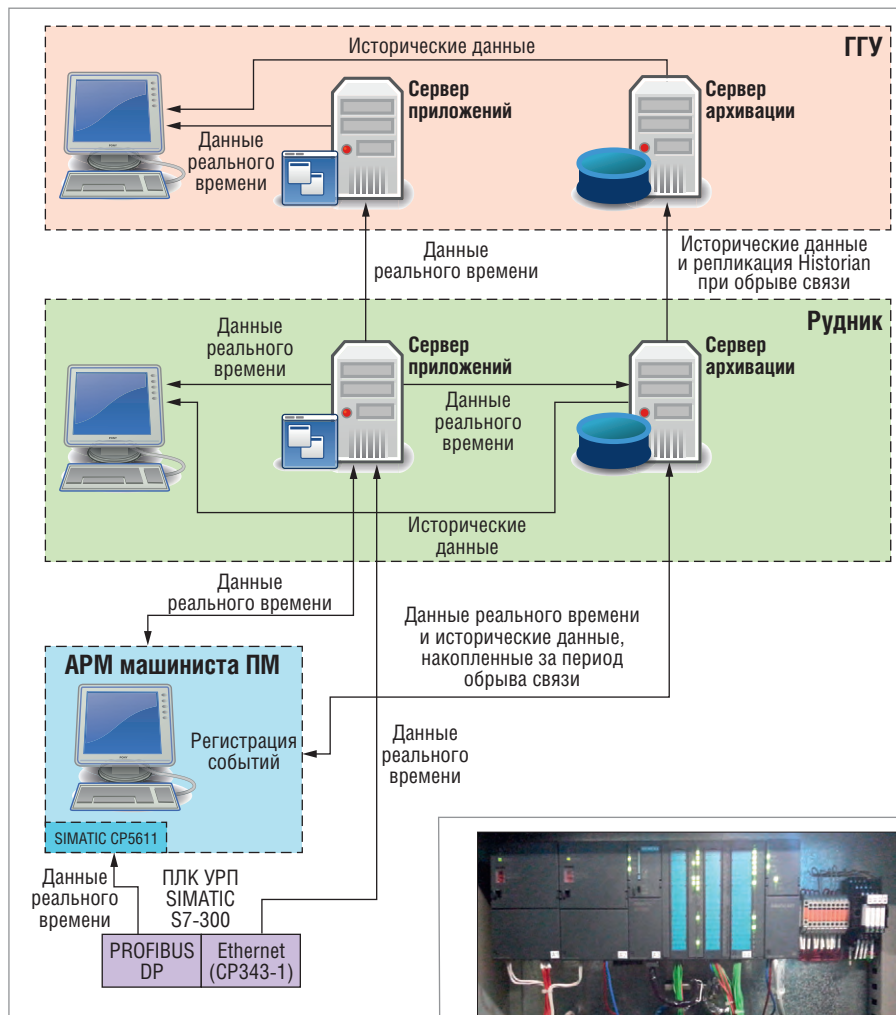 Исторические данные
ГГУ
Сервер
приложений
Сервер
архивации
Данные
реального
времени
Данные
реального времени
Исторические данные
и репликация Historian
при обрыве связи
Рудник
Данные
реального
времени
Сервер
приложений
Сервер
архивации
Данные
реального
времени
Исторические
данные
Данные
реального времени
Данные реального времени
и исторические данные,
накопленные за период
обрыва связи
АРМ машиниста ПМ
Регистрация
событий
Данные
реального
времени
SIMATIC CP5611
Данные
реального
времени
ПЛК УРП
SIMATIC
S7-300
PROFIBUS
DP
Ethernet
(CP343-1)